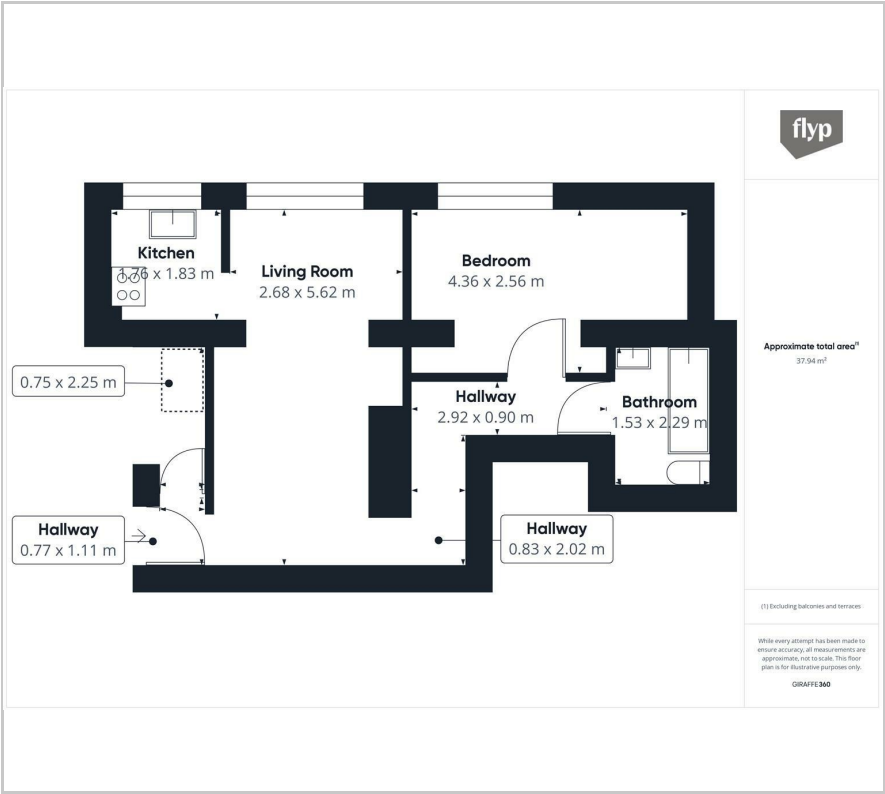 flyp
Kitchen
1.76 x 1.83 m
Living Room
2.68 x 5.62 m
Bedroom
4.36 x 2.56 m
0.75 x 2.25 m
Hallway
2.92 x 0.90 m
Bathroom
1.53 x 2.29 m
Hallway
0.77 x 1.11 m
Hallway
0.83 x 2.02 m
Approximate total area⁽¹⁾
37.94 m²
(1) Excluding balconies and terraces
While every attempt has been made to
ensure accuracy, all measurements are
approximate, not to scale. This floor
plan is for illustrative purposes only.
GIRAFFE360